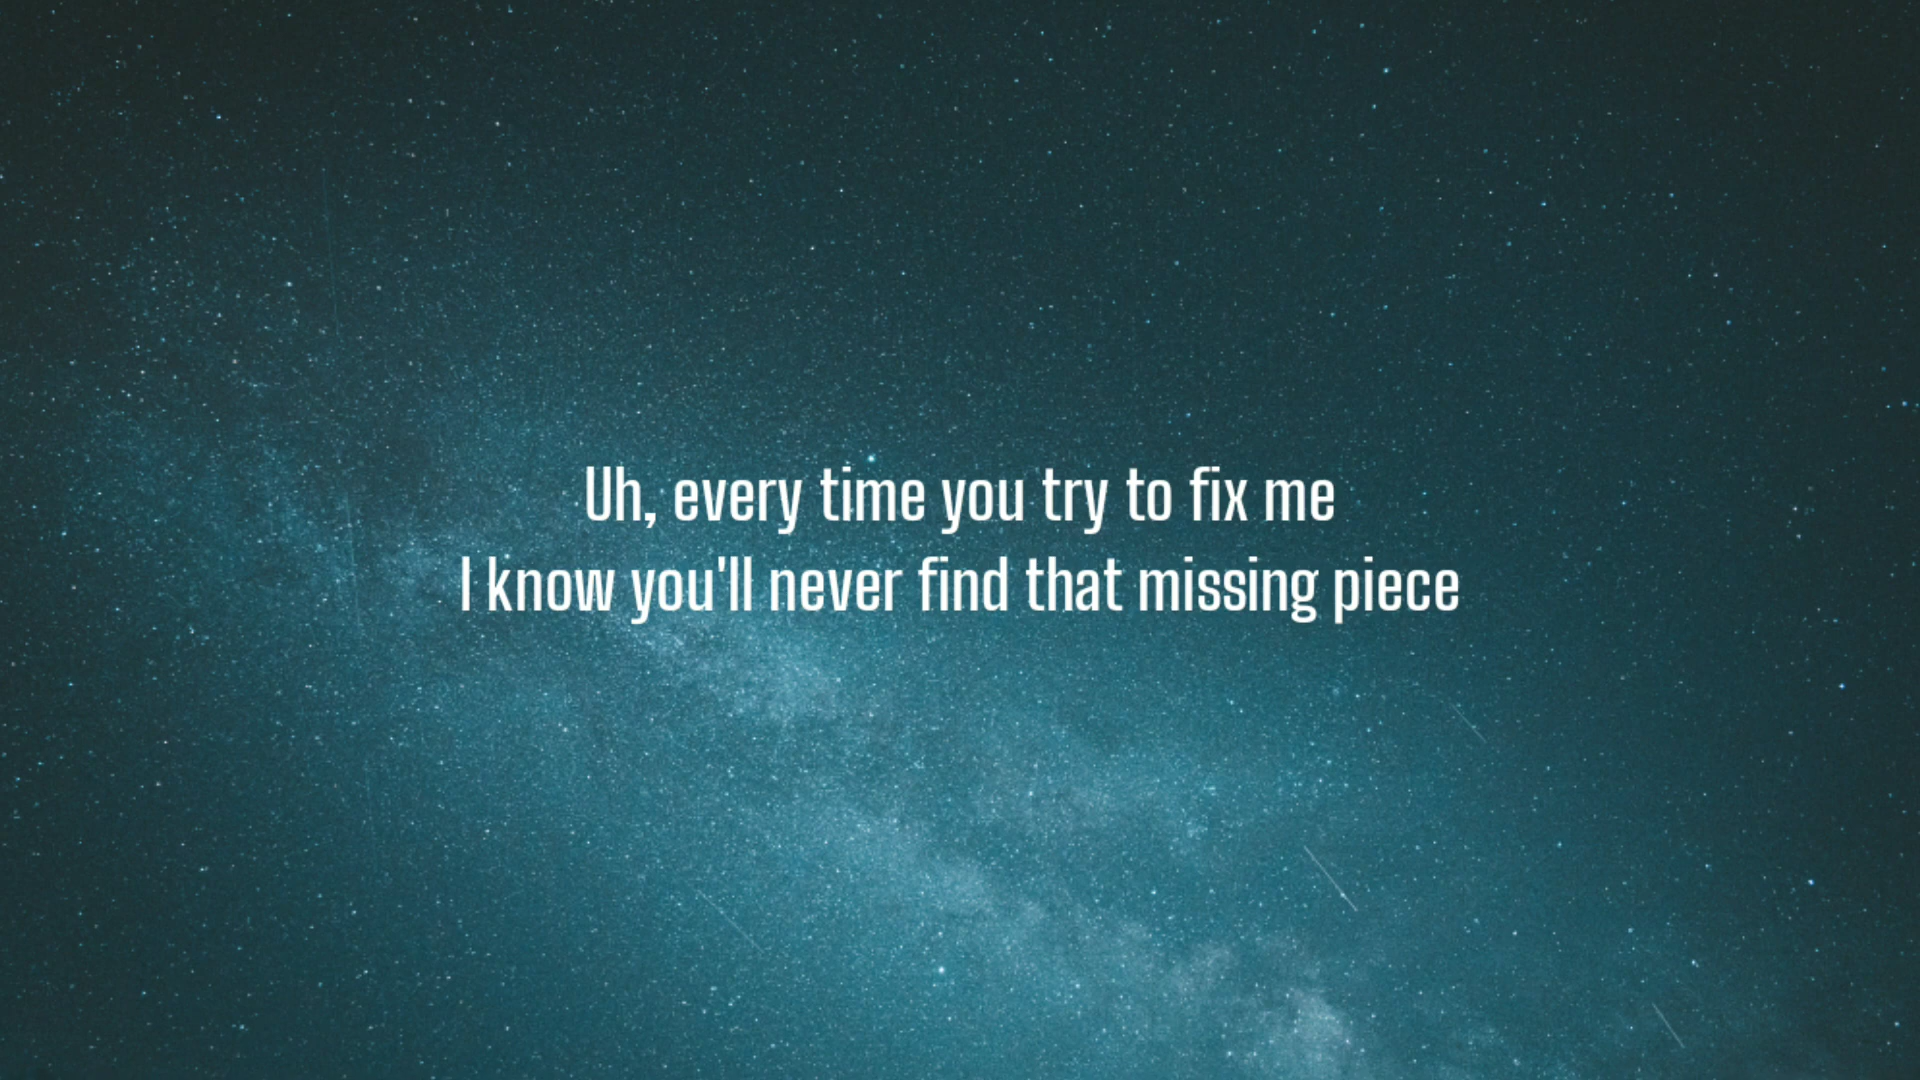 Uh, every time you try to fix me
I know you'll never find that missing piece